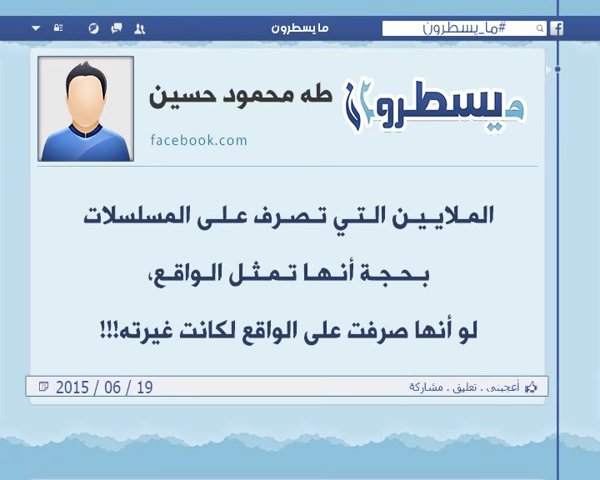 #ما_يسطرون
ما يسطرون
ما يسطرون
طه محمود حسين
facebook.com
الملايين التي تصرف على المسلسلات
بحجة أنها تمثل الواقع،
لو أنها صرفت على الواقع لكانت غيرته!!!
أعجبني . تعليق . مشاركة
2015 / 06 / 19